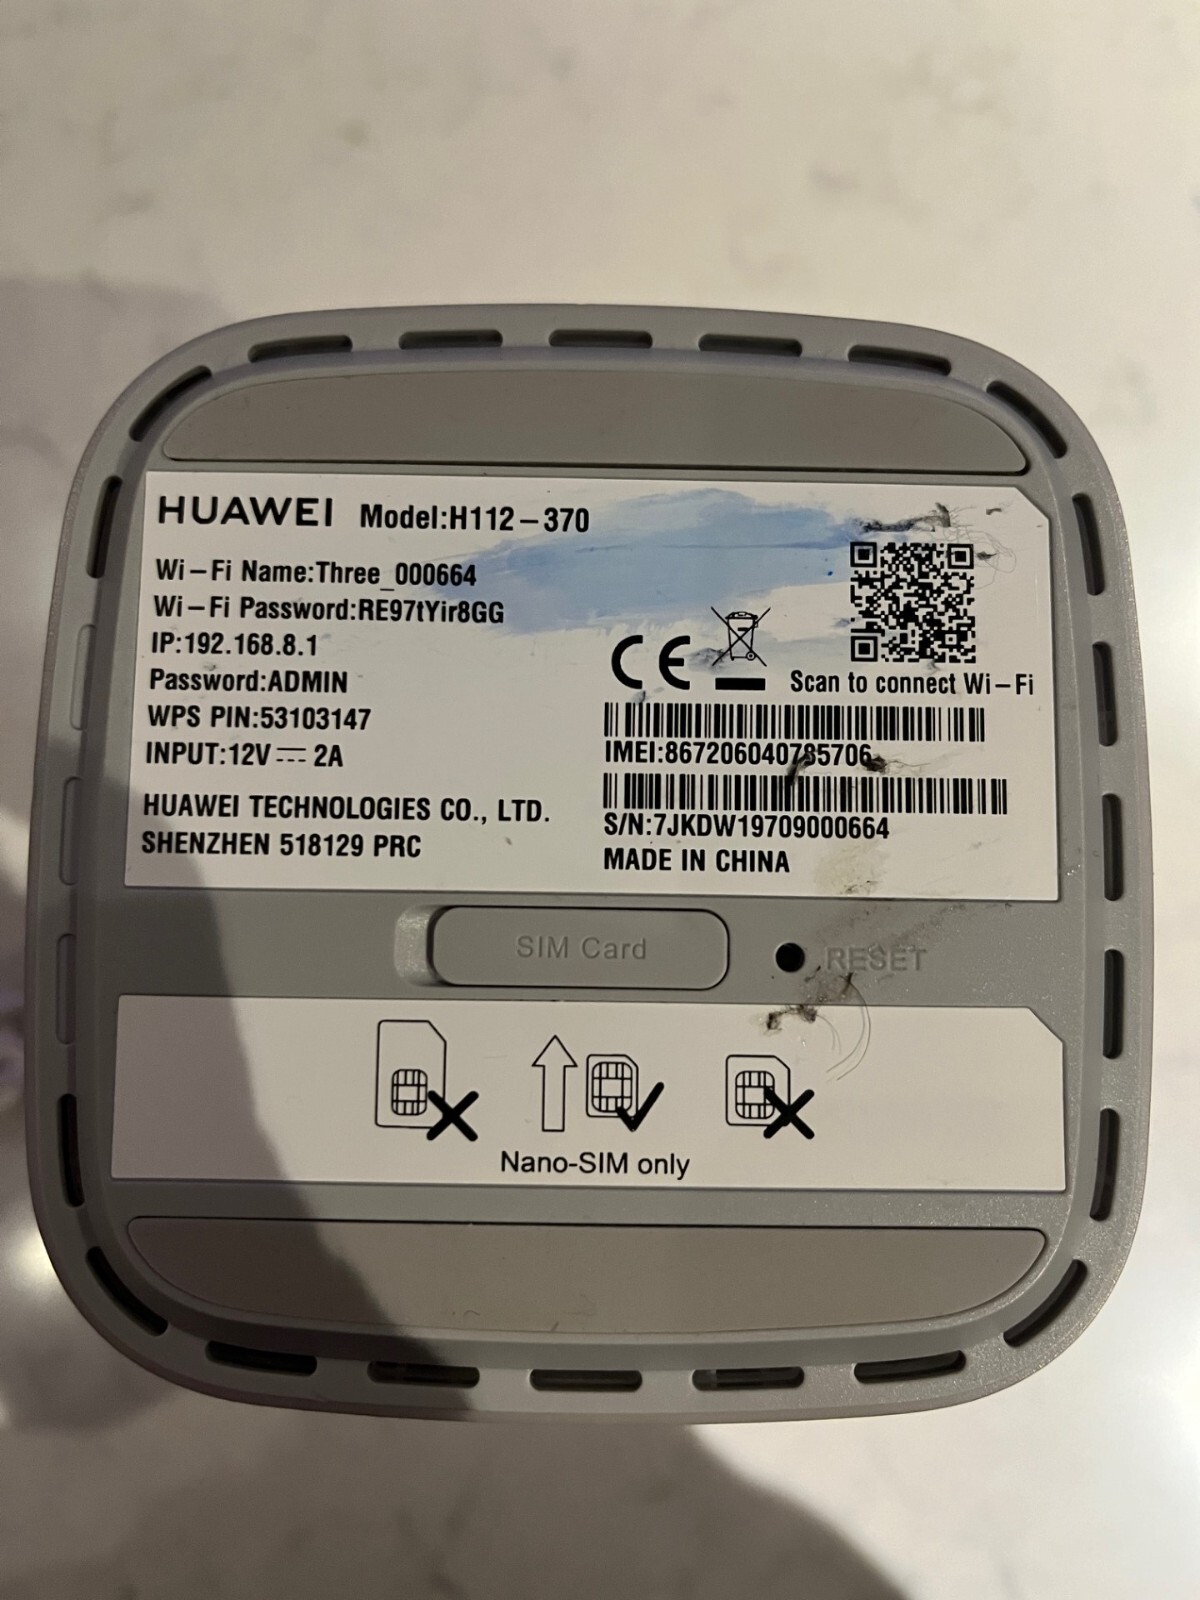 HUAWEI Model:H112-370
Wi-Fi Name:Three_000664
Wi-Fi Password:RE97tYir8GG
IP:192.168.8.1
Password:ADMIN
WPS PIN:53103147
INPUT:12V ⎓ 2A
HUAWEI TECHNOLOGIES CO., LTD.
SHENZHEN 518129 PRC
CE
Scan to connect Wi-Fi
IMEI:867206040785706
S/N:7JKDW19709000664
MADE IN CHINA
SIM Card
RESET
Nano-SIM only